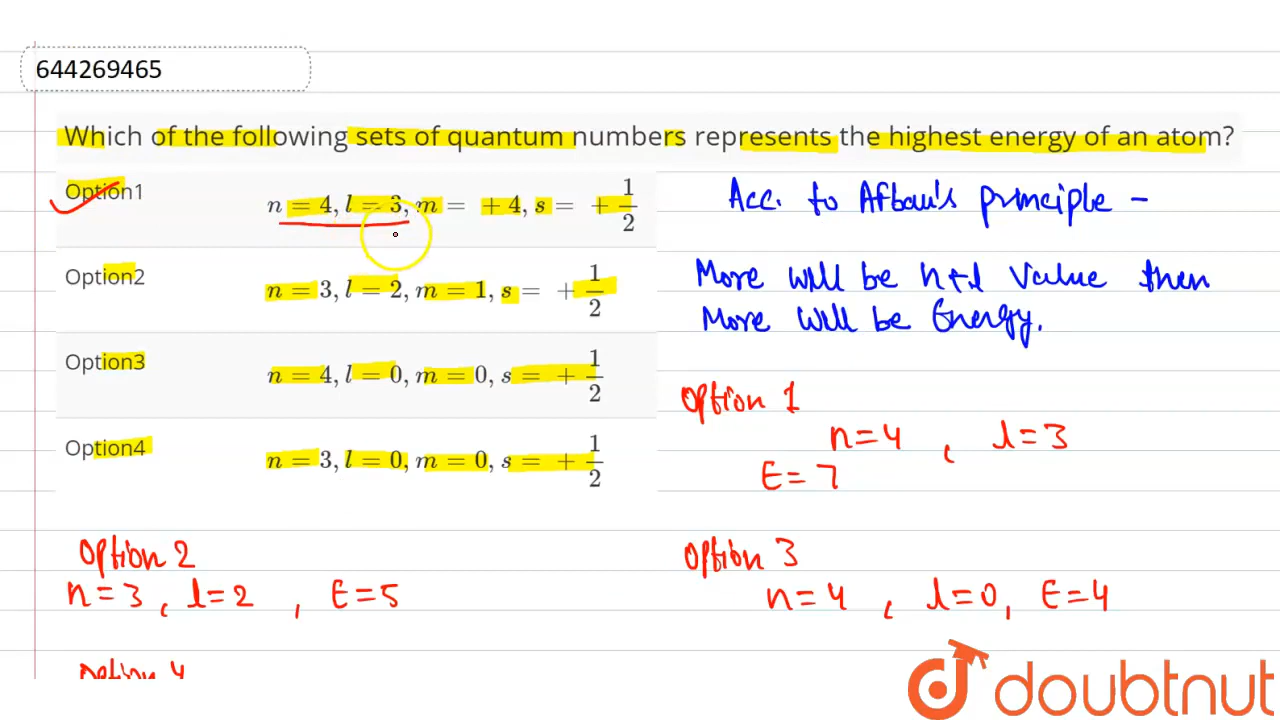 644269465
Which of the following sets of quantum numbers represents the highest energy of an atom?
Option1 n = 4, l = 3, m = +4, s = +1/2
Option2 n = 3, l = 2, m = 1, s = +1/2
Option3 n = 4, l = 0, m = 0, s = +1/2
Option4 n = 3, l = 0, m = 0, s = +1/2
Acc. to Afbau's principle -
More will be n+l Value then
More will be Energy.
Option 1
n=4, l=3
E=7
Option 2
n=3, l=2, E=5
Option 3
n=4, l=0, E=4
Option 4
doubtnut